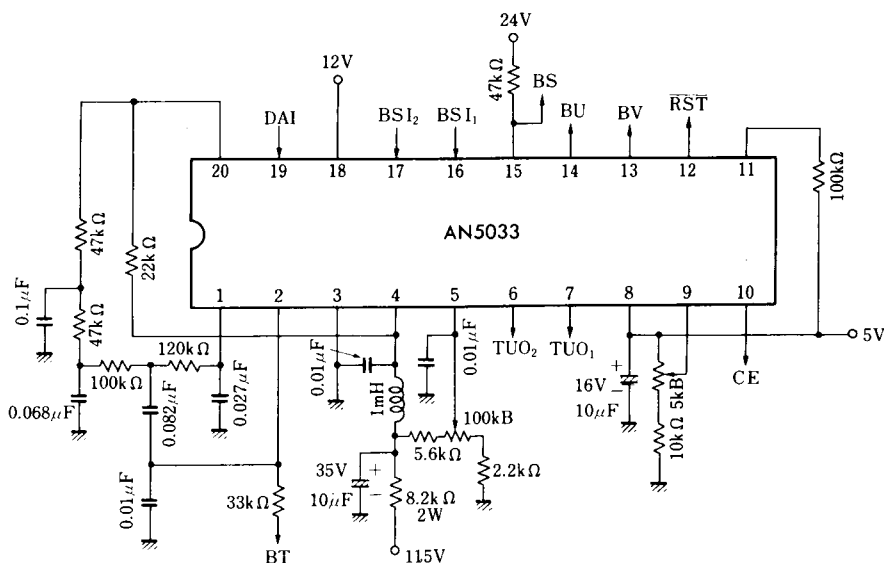 24V
12V
47kΩ
BS
DAI
BSI₂
BSI₁
BU
BV
R̅S̅T̅
20 19 18 17 16 15 14 13 12 11
100kΩ
47kΩ
22kΩ
AN5033
0.1μF
47kΩ
1 2 3 4 5 6 7 8 9 10
5V
TUO₂
TUO₁
CE
0.01μF
0.01μF
120kΩ
100kΩ
0.068μF
0.082μF
0.027μF
1mH
100kB
5.6kΩ
2.2kΩ
+
16V
−
10μF
5kB
10kΩ
0.01μF
33kΩ
BT
35V
+
10μF
−
8.2kΩ
2W
115V